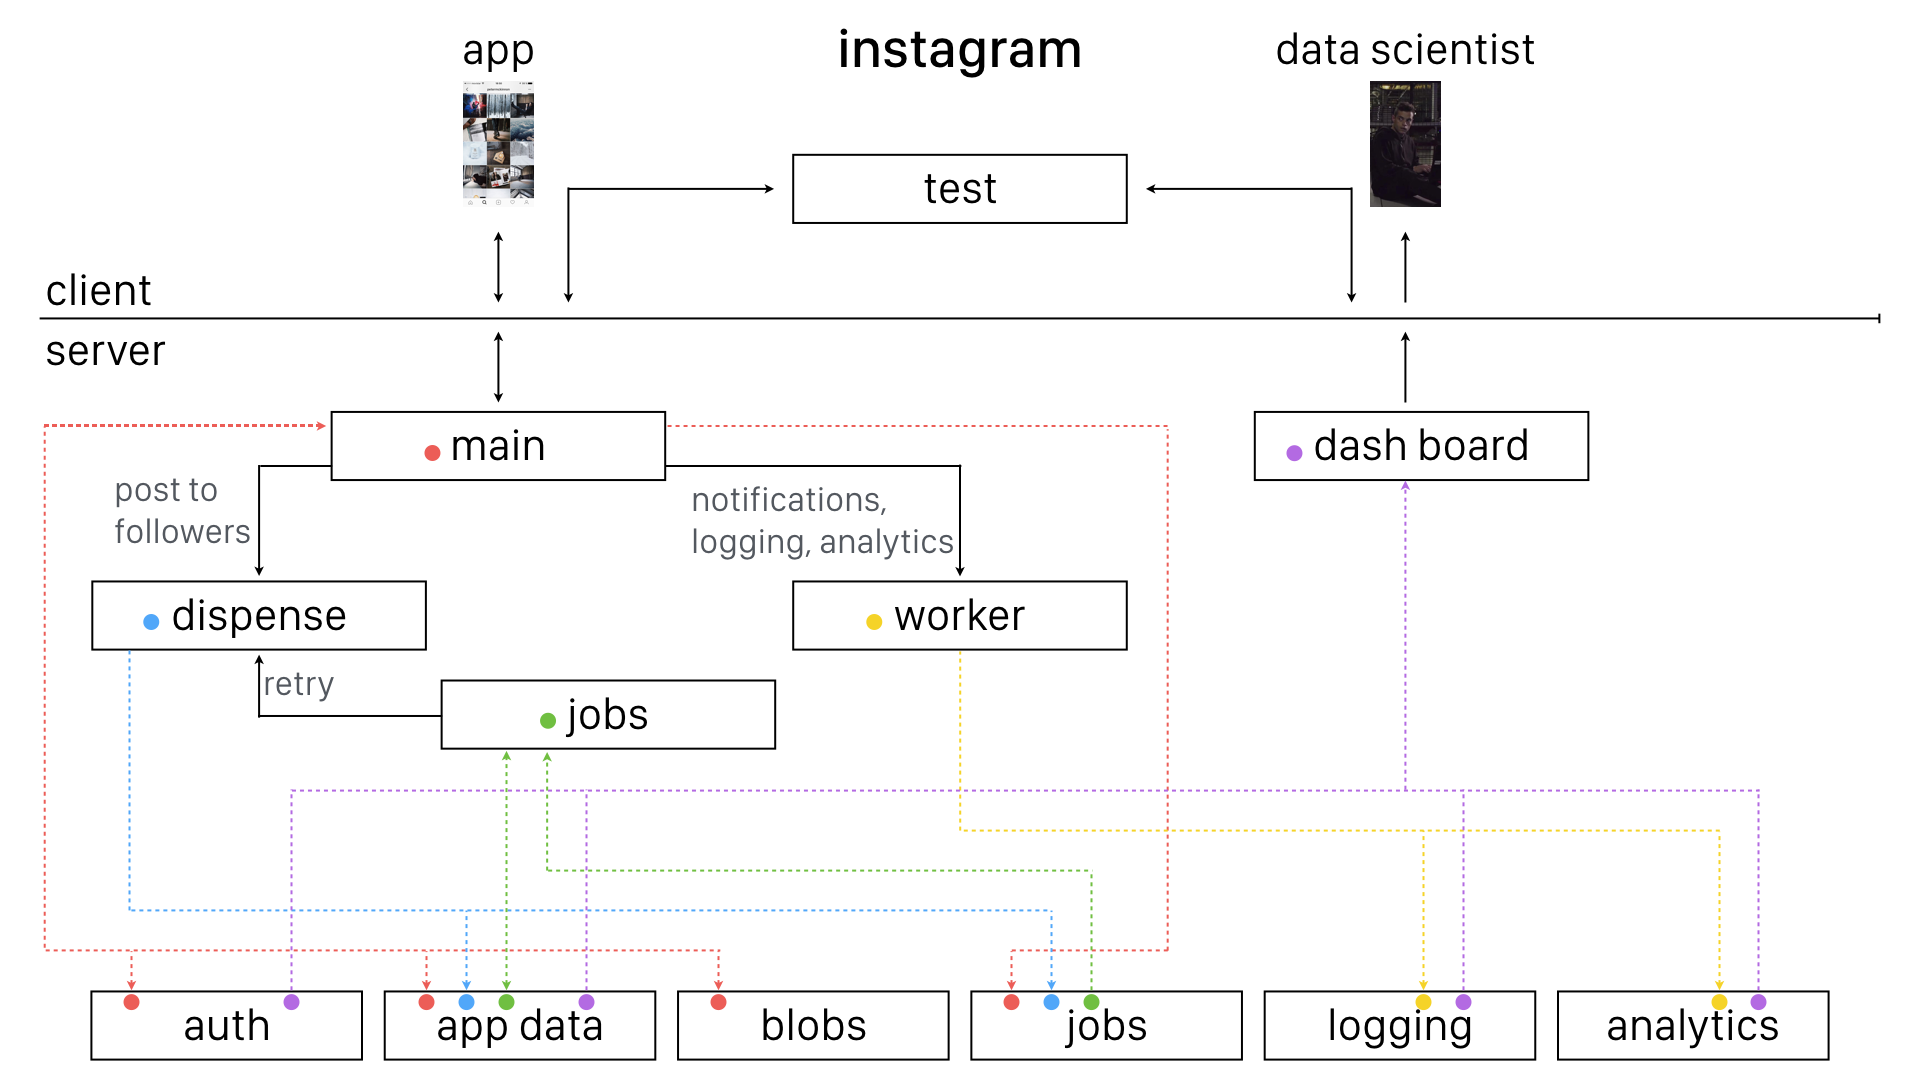 app
instagram
data scientist
test
client
server
main
dash board
post to
followers
notifications,
logging, analytics
dispense
worker
retry
jobs
auth
app data
blobs
jobs
logging
analytics